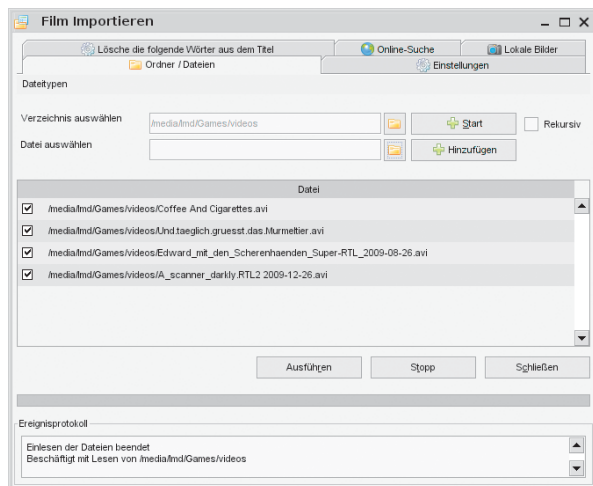 Film Importieren
Lösche die folgende Wörter aus dem Titel
Online-Suche
Lokale Bilder
Ordner / Dateien
Einstellungen
Dateitypen
Verzeichnis auswählen
/media/lmd/Games/videos
Start
Rekursiv
Datei auswählen
Hinzufügen
Datei
/media/lmd/Games/videos/Coffee And Cigarettes.avi
/media/lmd/Games/videos/Und.taeglich.gruesst.das.Murmeltier.avi
/media/lmd/Games/videos/Edward_mit_den_Scherenhaenden_Super-RTL_2009-08-26.avi
/media/lmd/Games/videos/A_scanner_darkly.RTL2 2009-12-26.avi
Ausführen
Stopp
Schließen
Ereignisprotokoll
Einlesen der Dateien beendet
Beschäftigt mit Lesen von /media/lmd/Games/videos